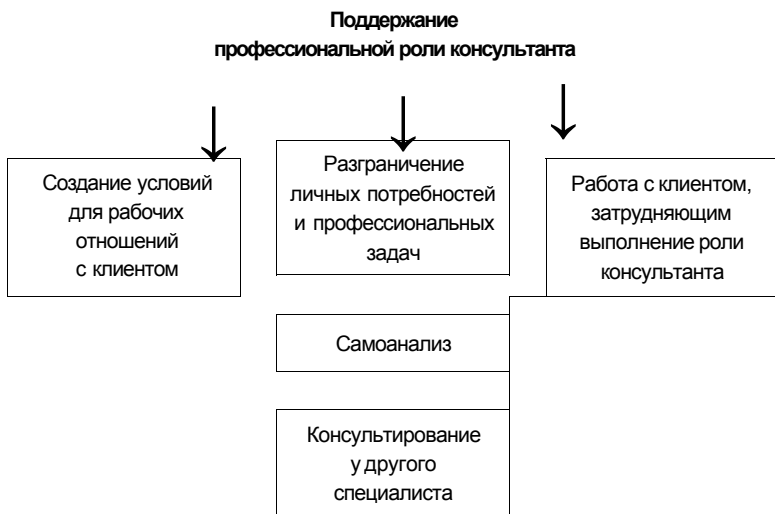 Поддержание
профессиональной роли консультанта
Создание условий
для рабочих
отношений
с клиентом
Разграничение
личных потребностей
и профессиональных
задач
Работа с клиентом,
затрудняющим
выполнение роли
консультанта
Самоанализ
Консультирование
у другого
специалиста